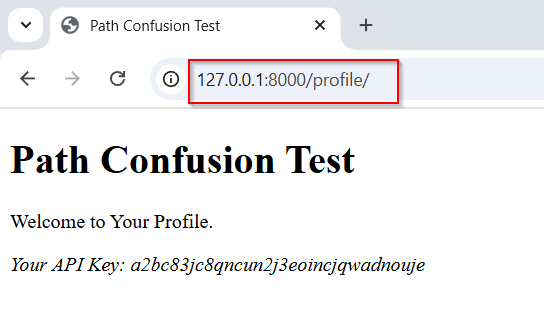 Path Confusion Test
127.0.0.1:8000/profile/
Path Confusion Test
Welcome to Your Profile.
Your API Key: a2bc83jc8qncun2j3eoincjqwadnouje